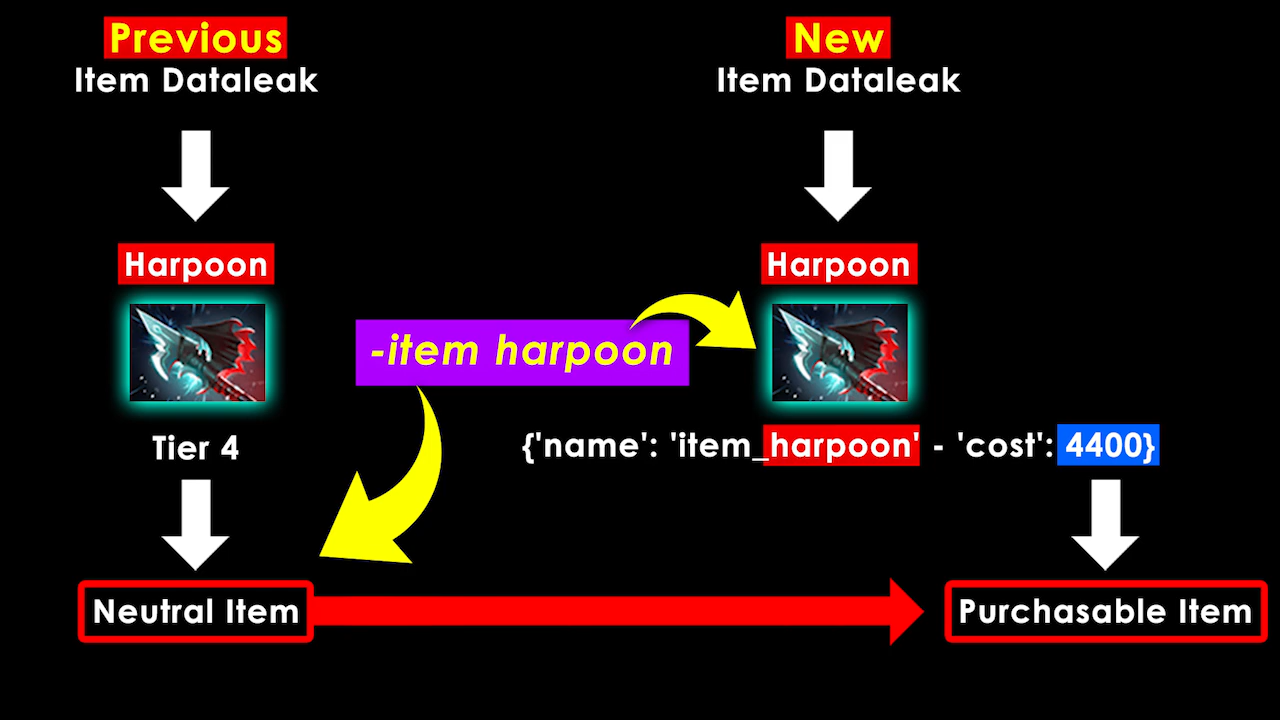 Previous
Item Dataleak
New
Item Dataleak
Harpoon
Harpoon
-item harpoon
Tier 4
{'name': 'item_harpoon' - 'cost': 4400}
Neutral Item
Purchasable Item